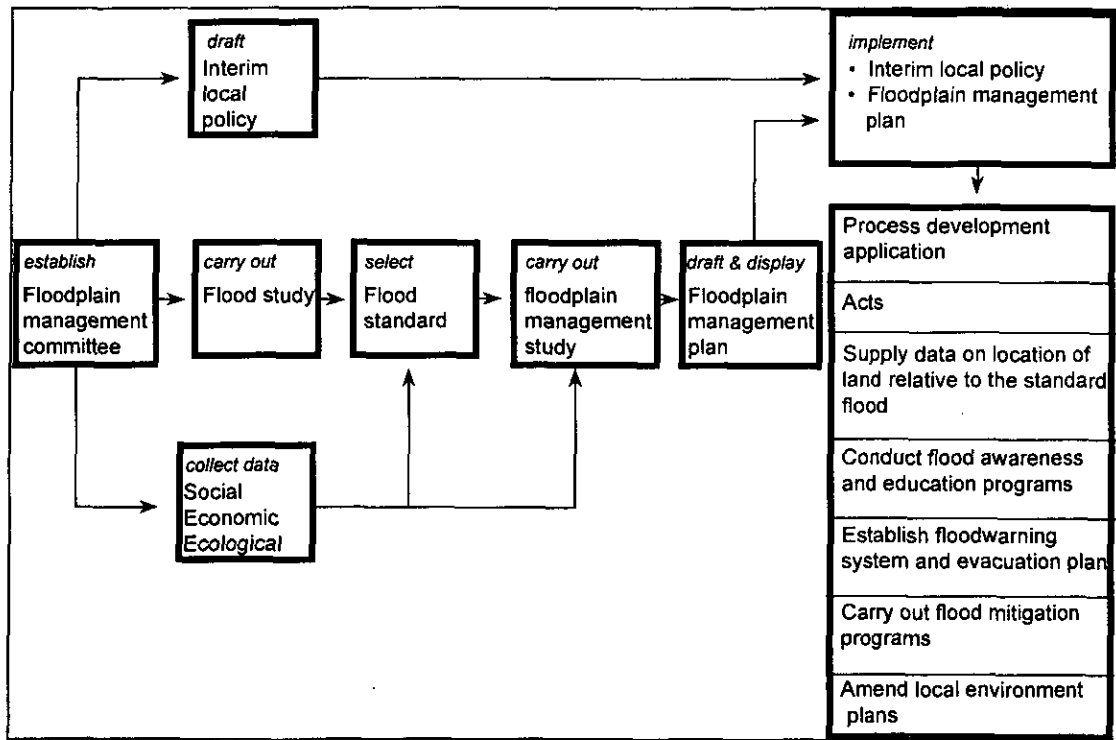 draft
Interim
local
policy
implement
• Interim local policy
• Floodplain management
plan
establish
Floodplain
management
committee
carry out
Flood study
select
Flood
standard
carry out
floodplain
management
study
draft & display
Floodplain
management
plan
collect data
Social
Economic
Ecological
Process development
application
Acts
Supply data on location of
land relative to the standard
flood
Conduct flood awareness
and education programs
Establish floodwarning
system and evacuation plan
Carry out flood mitigation
programs
Amend local environment
plans